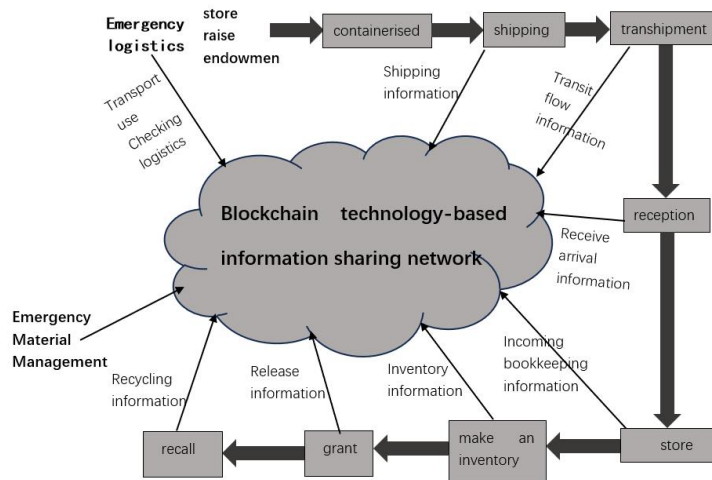 Emergency
logistics
store
raise
endowmen
containerised
shipping
transhipment
Transport
use
Checking
logistics
Shipping
information
Transit
flow
information
Blockchain technology-based
information sharing network
reception
Receive
arrival
information
Emergency
Material
Management
Recycling
information
Release
information
Inventory
information
Incoming
bookkeeping
information
recall
grant
make an
inventory
store